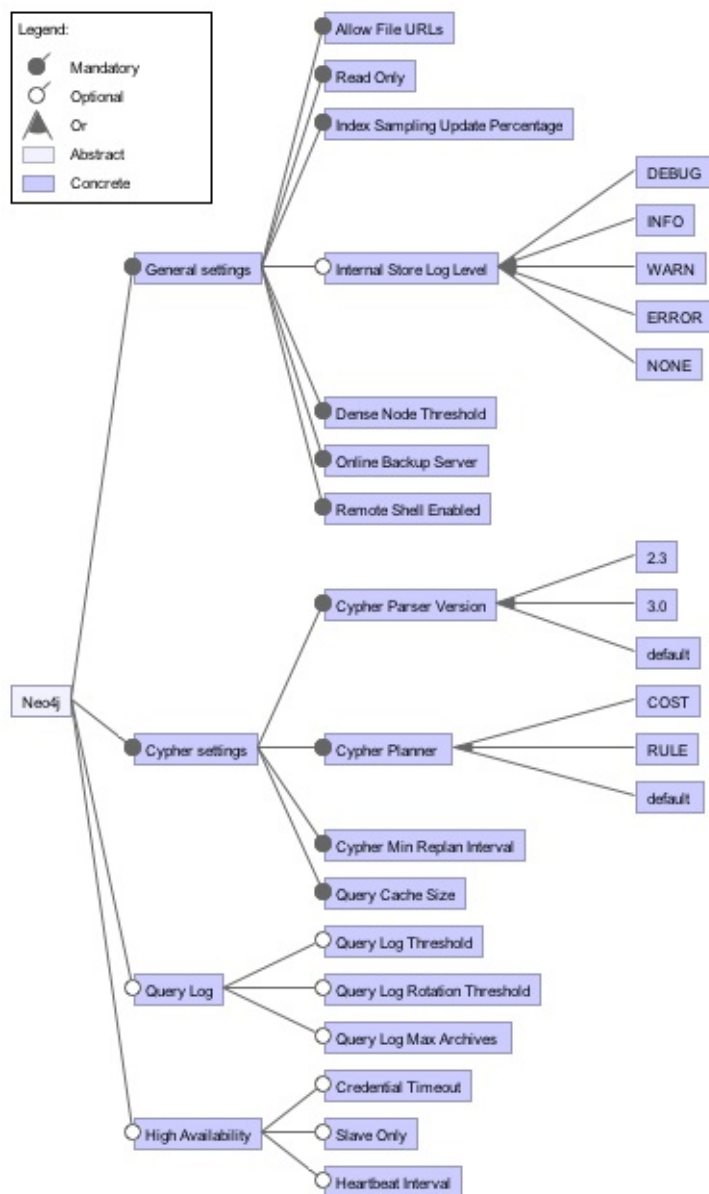 Legend:
Mandatory
Optional
Or
Abstract
Concrete
Allow File URLs
Read Only
Index Sampling Update Percentage
DEBUG
INFO
General settings
Internal Store Log Level
WARN
ERROR
NONE
Dense Node Threshold
Online Backup Server
Remote Shell Enabled
2.3
Cypher Parser Version
3.0
default
Neo4j
COST
Cypher settings
Cypher Planner
RULE
default
Cypher Min Replan Interval
Query Cache Size
Query Log Threshold
Query Log
Query Log Rotation Threshold
Query Log Max Archives
Credential Timeout
High Availability
Slave Only
Heartbeat Interval